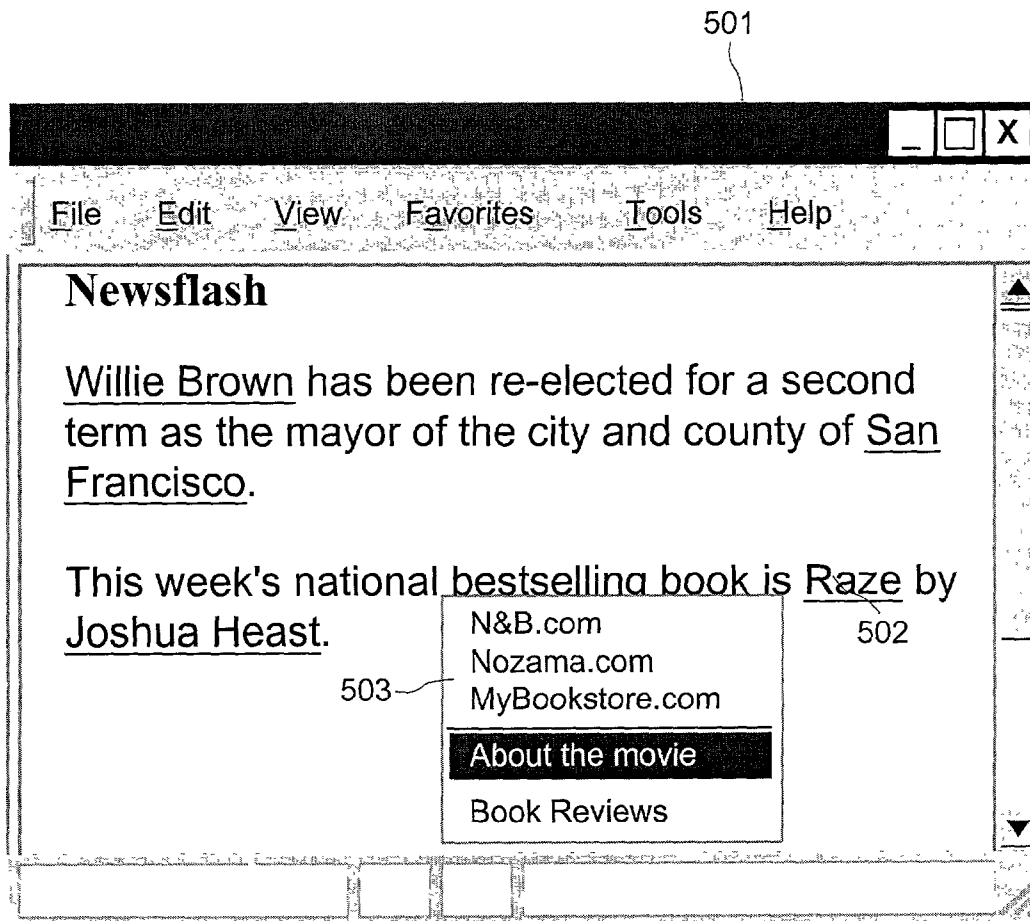 501
_ □ X
File Edit View Favorites Tools Help
Newsflash
Willie Brown has been re-elected for a second
term as the mayor of the city and county of San
Francisco.
This week's national bestselling book is Raze by
Joshua Heast.
502
503
N&B.com
Nozama.com
MyBookstore.com
About the movie
Book Reviews